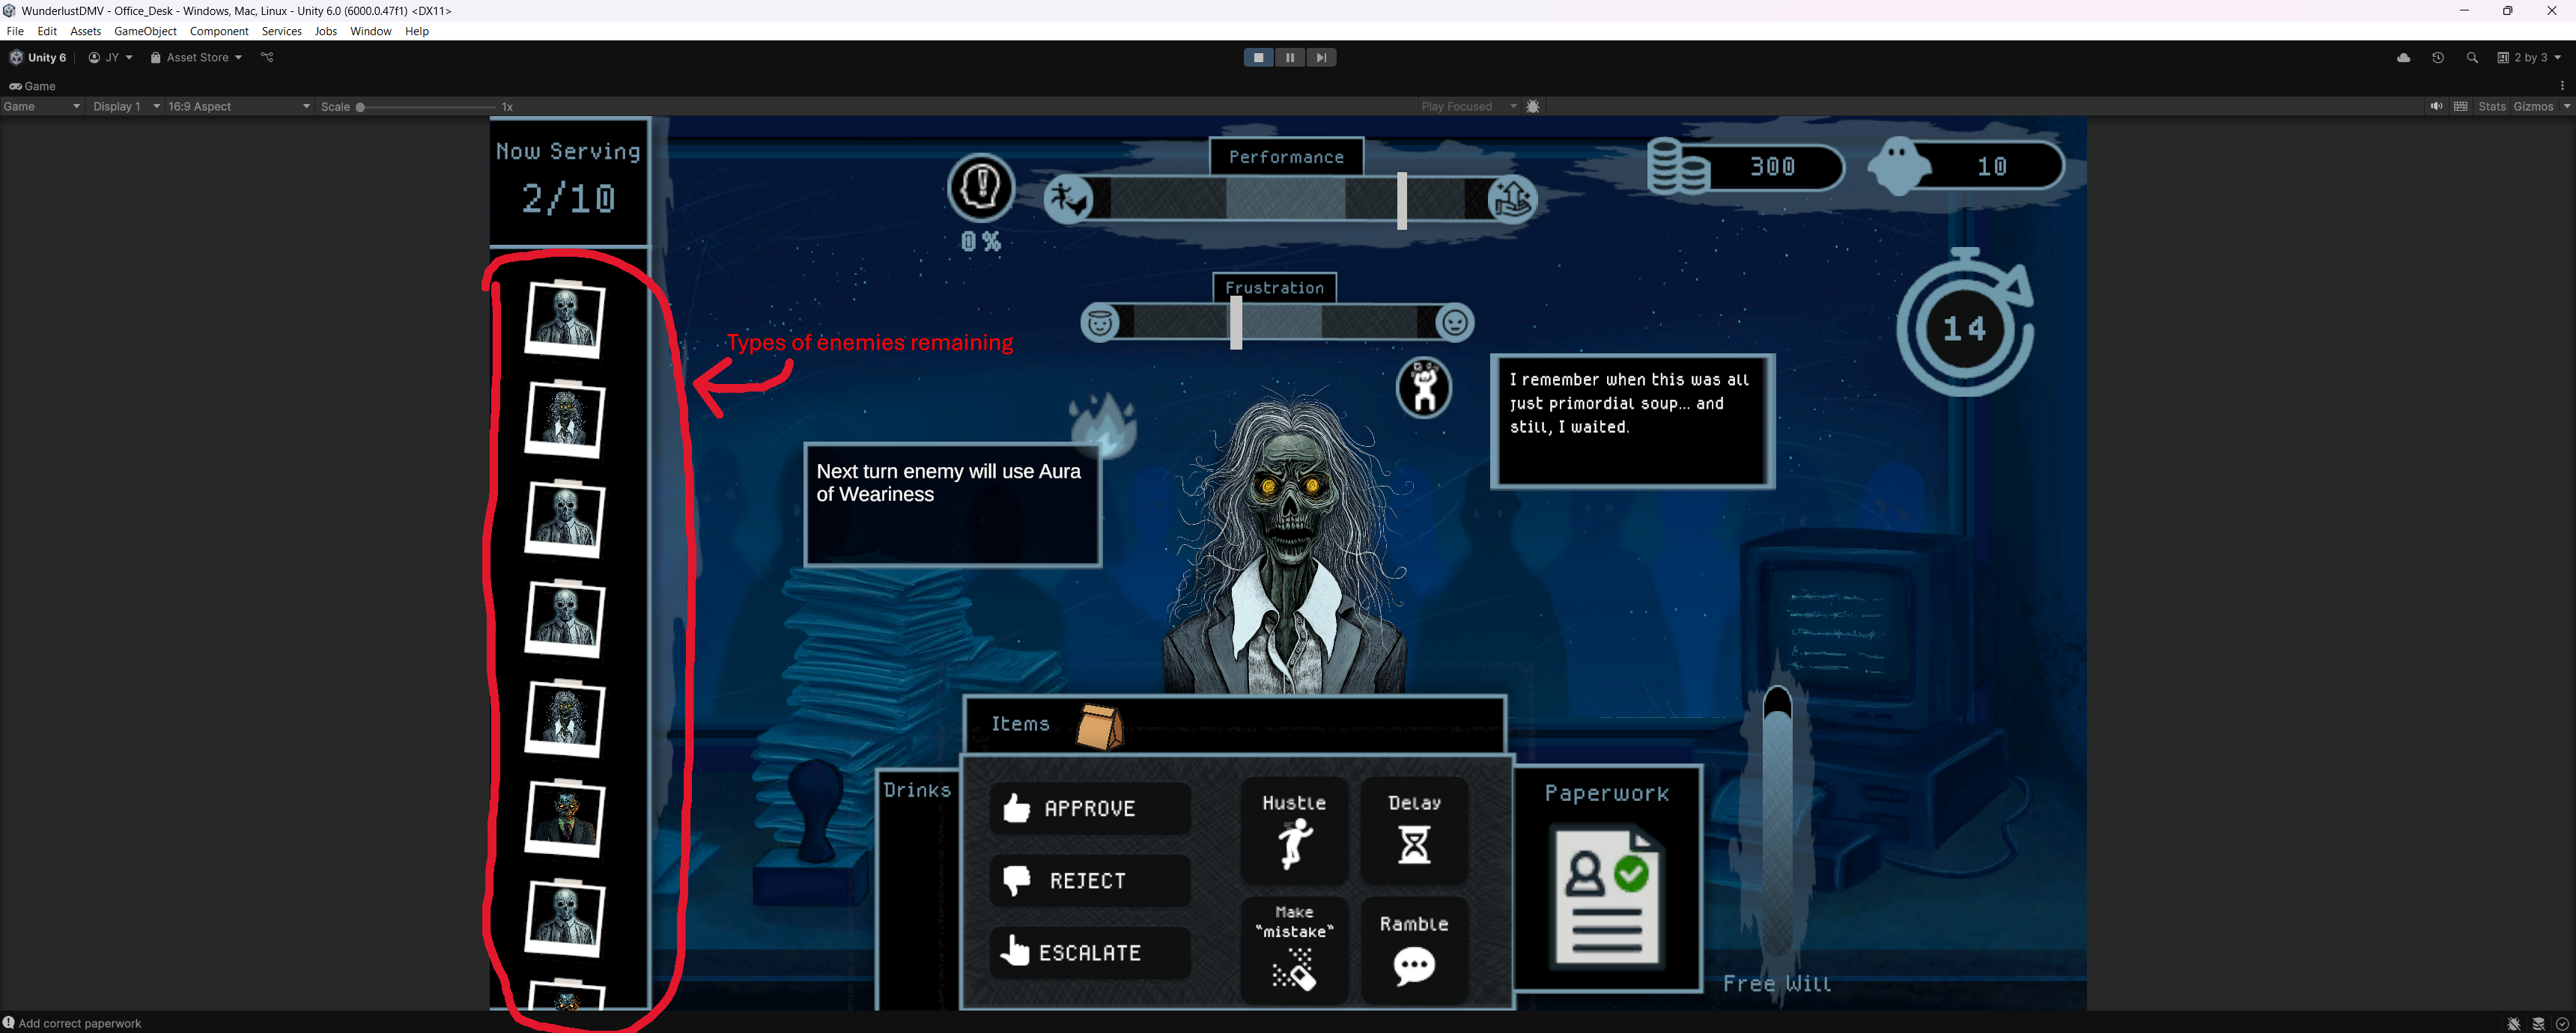 WunderlustDMV - Office_Desk - Windows, Mac, Linux - Unity 6.0 (6000.0.47f1) <DX11>
File Edit Assets GameObject Component Services Jobs Window Help
Unity 6 JY Asset Store 2 by 3
Game
Game Display 1 16:9 Aspect Scale 1x Play Focused Stats Gizmos
Now Serving
2/10
Performance
300
10
0 %
Frustration
14
Types of enemies remaining
I remember when this was all
just primordial soup... and
still, I waited.
Next turn enemy will use Aura
of Weariness
Items
Drinks
APPROVE
REJECT
ESCALATE
Hustle
Delay
Make
"mistake"
Ramble
Paperwork
Free Will
Add correct paperwork